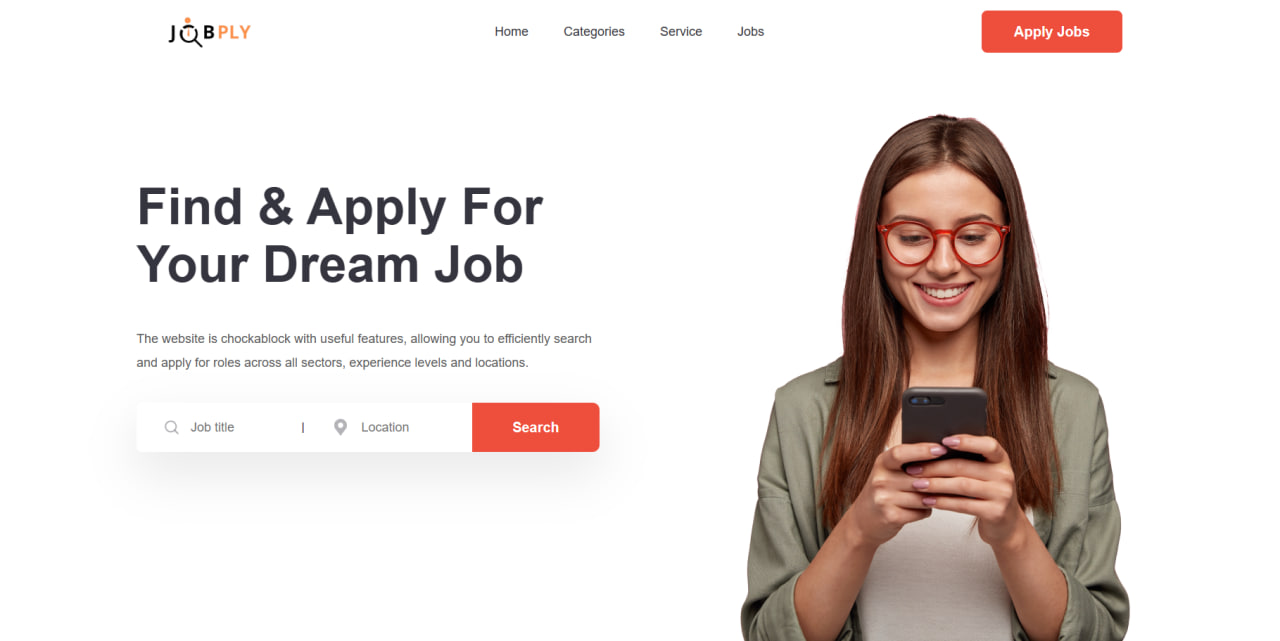 JOBPLY
Home
Categories
Service
Jobs
Apply Jobs
Find & Apply For
Your Dream Job
The website is chockablock with useful features, allowing you to efficiently search
and apply for roles across all sectors, experience levels and locations.
Job title
|
Location
Search